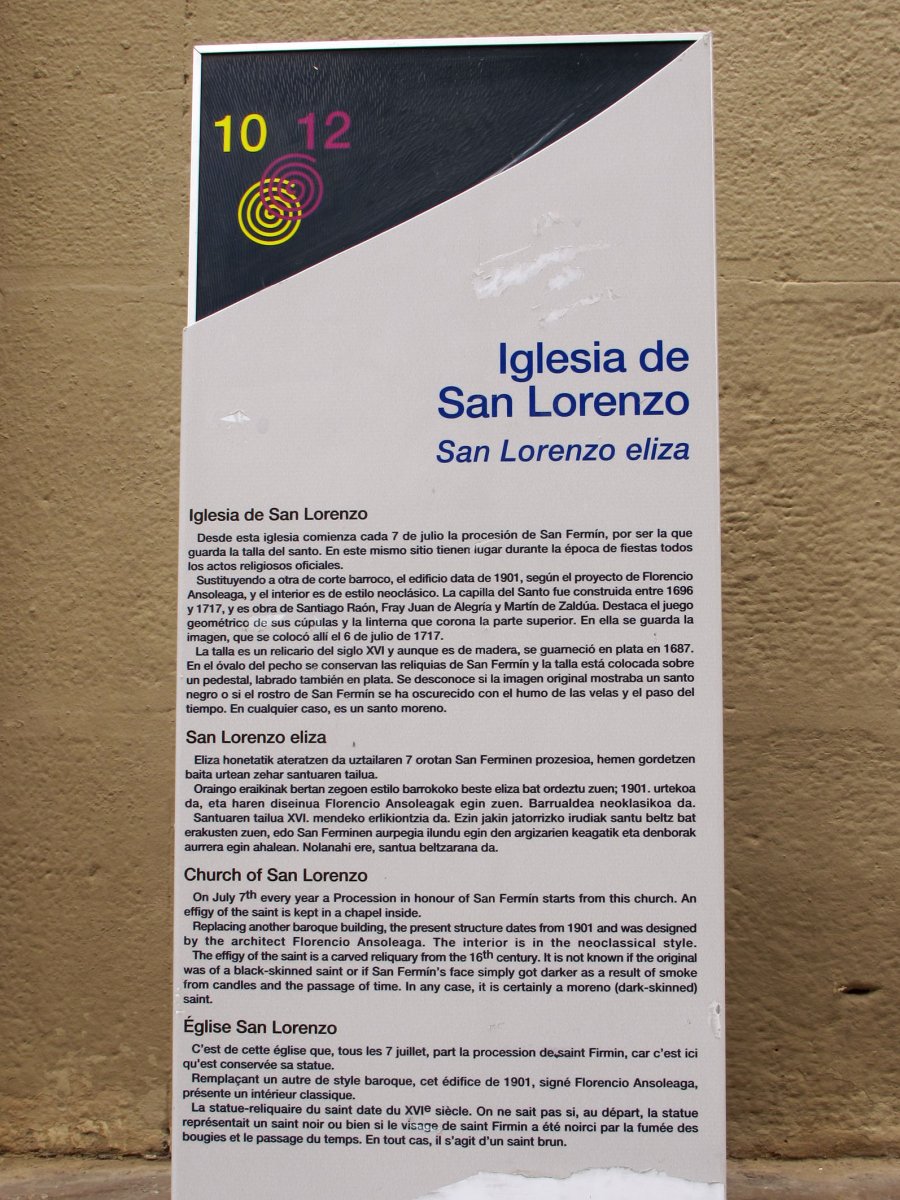 10 12
Iglesia de
San Lorenzo
San Lorenzo eliza
Iglesia de San Lorenzo
Desde esta iglesia comienza cada 7 de julio la procesión de San Fermín, por ser la que
guarda la talla del santo. En este mismo sitio tienen lugar durante la época de fiestas todos
los actos religiosos oficiales.
Sustituyendo a otra de corte barroco, el edificio data de 1901, según el proyecto de Florencio
Ansoleaga, y el interior es de estilo neoclásico. La capilla del Santo fue construida entre 1696
y 1717, y es obra de Santiago Raón, Fray Juan de Alegría y Martín de Zaldúa. Destaca el juego
geométrico de sus cúpulas y la linterna que corona la parte superior. En ella se guarda la
imagen, que se colocó allí el 6 de julio de 1717.
La talla es un relicario del siglo XVI y aunque es de madera, se guarneció en plata en 1687.
En el óvalo del pecho se conservan las reliquias de San Fermín y la talla está colocada sobre
un pedestal, labrado también en plata. Se desconoce si la imagen original mostraba un santo
negro o si el rostro de San Fermín se ha oscurecido con el humo de las velas y el paso del
tiempo. En cualquier caso, es un santo moreno.
San Lorenzo eliza
Eliza honetatik ateratzen da uztailaren 7 orotan San Ferminen prozesioa, hemen gordetzen
baita urtean zehar santuaren tailua.
Oraingo eraikinak bertan zegoen estilo barrokoko beste eliza bat ordeztu zuen; 1901. urtekoa
da, eta haren diseinua Florencio Ansoleagak egin zuen. Barrualdea neoklasikoa da.
Santuaren tailua XVI. mendeko erlikiontzia da. Ezin jakin jatorrizko irudiak santu beltz bat
erakusten zuen, edo San Ferminen aurpegia ilundu egin den argizarien keagatik eta denborak
aurrera egin ahalean. Nolanahi ere, santua beltzarana da.
Church of San Lorenzo
On July 7th every year a Procession in honour of San Fermín starts from this church. An
effigy of the saint is kept in a chapel inside.
Replacing another baroque building, the present structure dates from 1901 and was designed
by the architect Florencio Ansoleaga. The interior is in the neoclassical style.
The effigy of the saint is a carved reliquary from the 16th century. It is not known if the original
was of a black-skinned saint or if San Fermín's face simply got darker as a result of smoke
from candles and the passage of time. In any case, it is certainly a moreno (dark-skinned)
saint.
Église San Lorenzo
C'est de cette église que, tous les 7 juillet, part la procession de saint Firmin, car c'est ici
qu'est conservée sa statue.
Remplaçant un autre de style baroque, cet édifice de 1901, signé Florencio Ansoleaga,
présente un intérieur classique.
La statue-reliquaire du saint date du XVIe siècle. On ne sait pas si, au départ, la statue
représentait un saint noir ou bien si le visage de saint Firmin a été noirci par la fumée des
bougies et le passage du temps. En tout cas, il s'agit d'un saint brun.